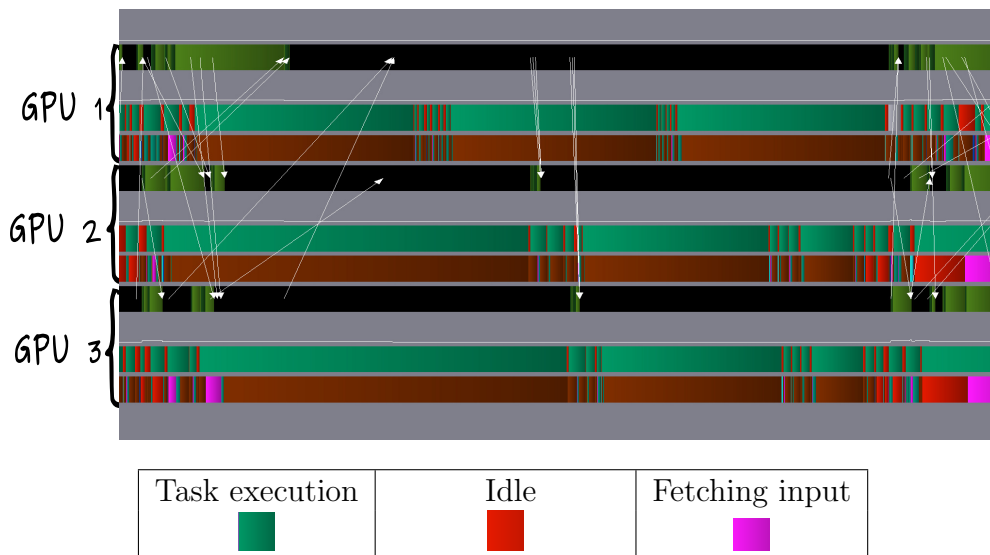 GPU 1
GPU 2
GPU 3
Task execution
Idle
Fetching input